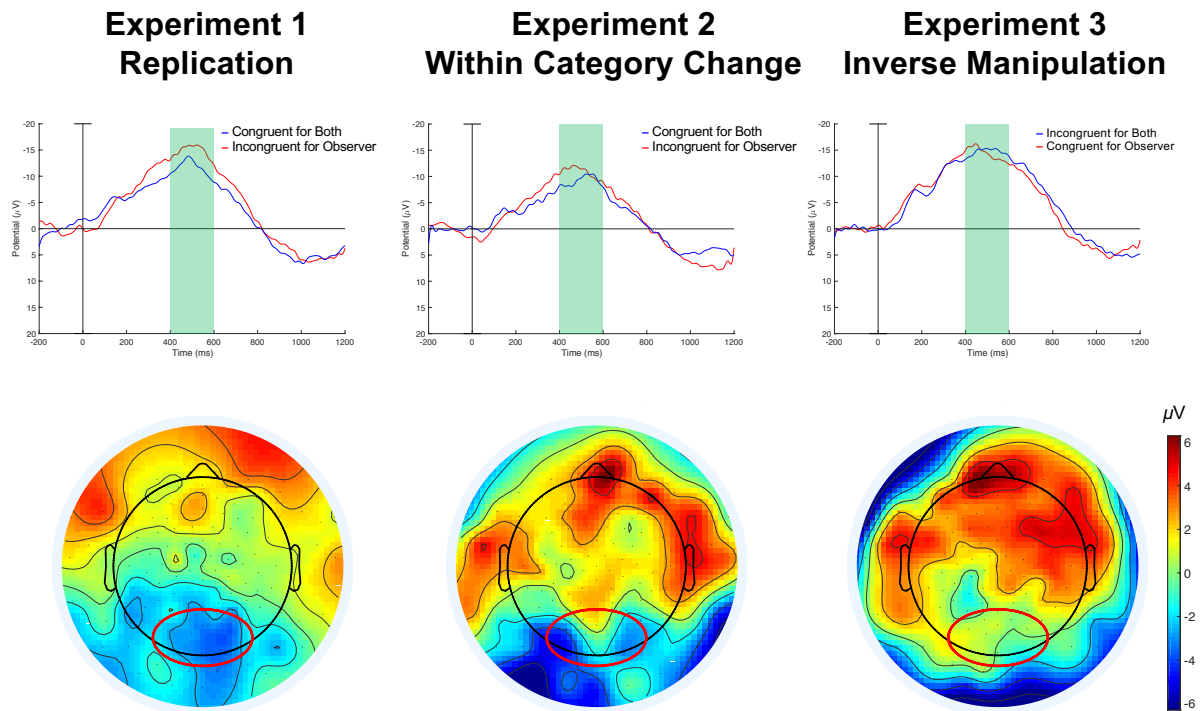 Experiment 1
Replication
Experiment 2
Within Category Change
Experiment 3
Inverse Manipulation
-20
-15
-10
-5
0
5
10
15
20
Potential (μV)
Congruent for Both
Incongruent for Observer
-200 0 200 400 600 800 1000 1200
Time (ms)
-20
-15
-10
-5
0
5
10
15
20
Potential (μV)
Congruent for Both
Incongruent for Observer
-200 0 200 400 600 800 1000 1200
Time (ms)
-20
-15
-10
-5
0
5
10
15
20
Potential (μV)
Incongruent for Both
Congruent for Observer
-200 0 200 400 600 800 1000 1200
Time (ms)
μV
6
4
2
0
-2
-4
-6